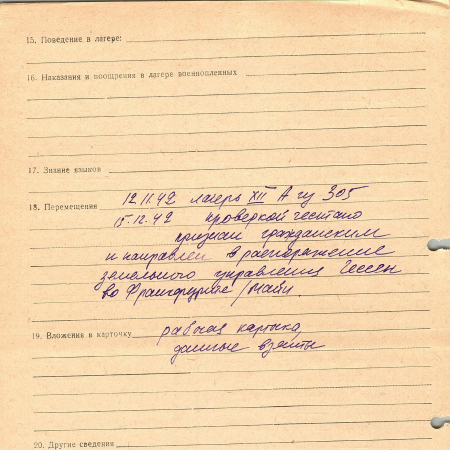 15. Поведение в лагере:
16. Наказания и поощрения в лагере военнопленных
17. Знание языков
18. Перемещения 12.11.42 лагерь XII А из 305
15.12.42 проверкой гестапо
признан гражданским
и направлен в распоряжение
земельного управления Гессен
во Франкфурте/Майн.
19. Вложения в карточку рабочая карточка
данные взяты
20. Другие сведения